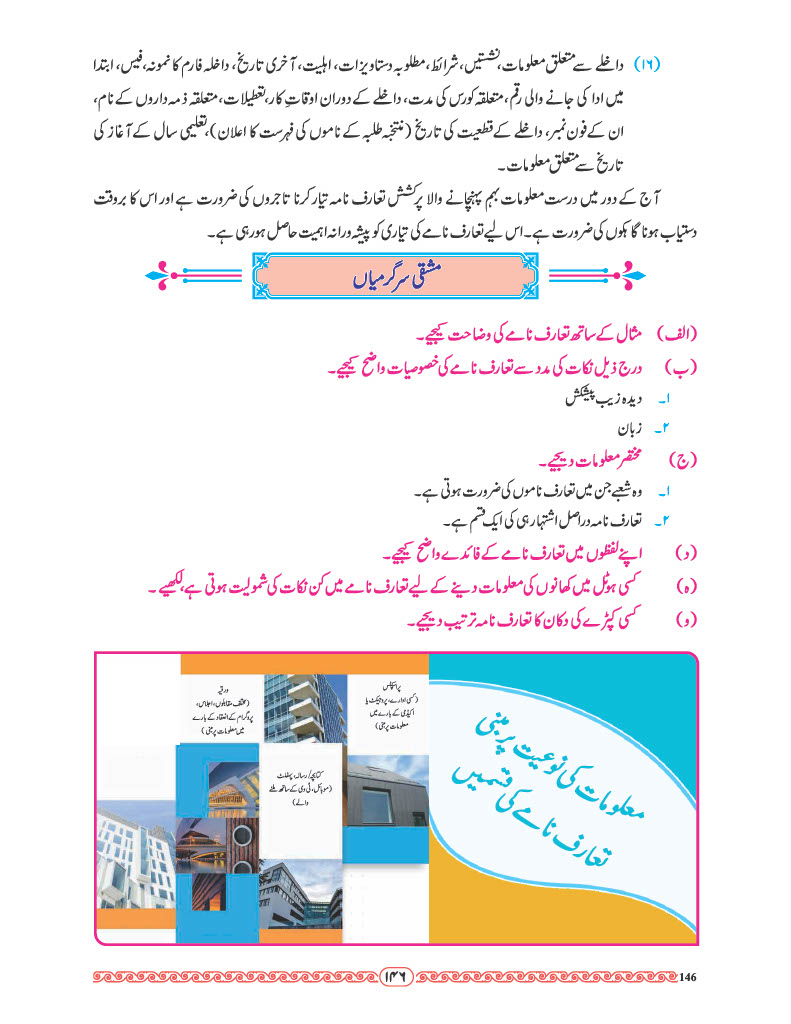 (۱۶) داخلے سے متعلق معلومات، نشستیں، شرائط، مطلوبہ دستاویزات، اہلیت، آخری تاریخ، داخلہ فارم کا نمونہ، فیس، ابتدا
میں ادا کی جانے والی رقم، متعلقہ کورس کی مدت، داخلے کے دوران اوقاتِ کار، تعطیلات، متعلقہ ذمہ داروں کے نام،
ان کے فون نمبر، داخلے کے قطعیت کی تاریخ (منتخبہ طلبہ کے ناموں کی فہرست کا اعلان)، تعلیمی سال کے آغاز کی
تاریخ سے متعلق معلومات۔
آج کے دور میں درست معلومات بہم پہنچانے والا پُرکشش تعارف نامہ تیار کرنا تاجروں کی ضرورت ہے اور اس کا بروقت
دستیاب ہونا گاہکوں کی ضرورت ہے۔ اس لیے تعارف نامے کی تیاری کو پیشہ ورانہ اہمیت حاصل ہو رہی ہے۔
مشقی سرگرمیاں
(الف) مثال کے ساتھ تعارف نامے کی وضاحت کیجیے۔
(ب) درج ذیل نکات کی مدد سے تعارف نامے کی خصوصیات واضح کیجیے۔
۱۔ دیدہ زیب پیشکش
۲۔ زبان
(ج) مختصر معلومات دیجیے۔
۱۔ وہ شعبے جن میں تعارف ناموں کی ضرورت ہوتی ہے۔
۲۔ تعارف نامہ دراصل اشتہار ہی کی ایک قسم ہے۔
(د) اپنے لفظوں میں تعارف نامے کے فائدے واضح کیجیے۔
(ہ) کسی ہوٹل میں کھانوں کی معلومات دینے کے لیے تعارف نامے میں کن نکات کی شمولیت ہوتی ہے، لکھیے۔
(و) کسی کپڑے کی دکان کا تعارف نامہ ترتیب دیجیے۔
معلومات کی نوعیت پر مبنی
تعارف نامے کی قسمیں
پراسپکٹس
(کسی ادارے، پروجیکٹ یا
اکیڈمی کے بارے میں
معلومات پر مبنی)
کتابچہ/رسالہ، پمفلٹ
(موبائل، ٹی وی کے ساتھ ملنے
والے)
ورقیہ
(مختلف مقابلوں، اجلاس،
پروگرام کے انعقاد کے بارے
میں معلومات پر مبنی)
۱۴۶
146